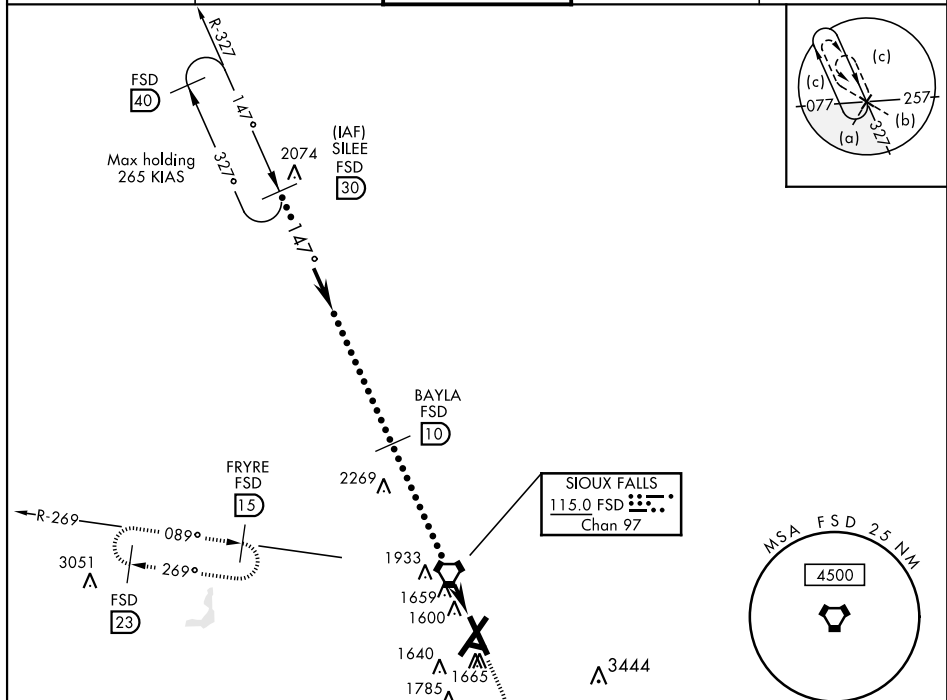 R-327
FSD
40
147°
327°
Max holding
265 KIAS
2074
(IAF)
SILEE
FSD
30
147°
(c)
(c)
077
257
(b)
(a)
327
BAYLA
FSD
10
2269
FRYRE
FSD
15
R-269
089°
269°
3051
FSD
23
SIOUX FALLS
115.0 FSD
Chan 97
1933
1659
1600
1640
1665
1785
3444
MSA FSD 25 NM
4500